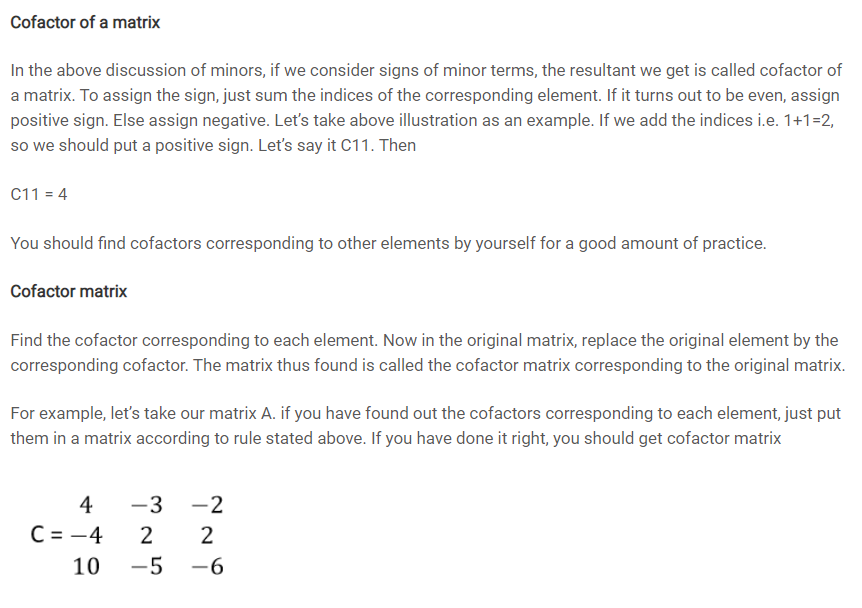 Cofactor of a matrix
In the above discussion of minors, if we consider signs of minor terms, the resultant we get is called cofactor of
a matrix. To assign the sign, just sum the indices of the corresponding element. If it turns out to be even, assign
positive sign. Else assign negative. Let’s take above illustration as an example. If we add the indices i.e. 1+1=2,
so we should put a positive sign. Let’s say it C11. Then
C11 = 4
You should find cofactors corresponding to other elements by yourself for a good amount of practice.
Cofactor matrix
Find the cofactor corresponding to each element. Now in the original matrix, replace the original element by the
corresponding cofactor. The matrix thus found is called the cofactor matrix corresponding to the original matrix.
For example, let’s take our matrix A. if you have found out the cofactors corresponding to each element, just put
them in a matrix according to rule stated above. If you have done it right, you should get cofactor matrix
4 −3 −2
C = −4 2 2
10 −5 −6